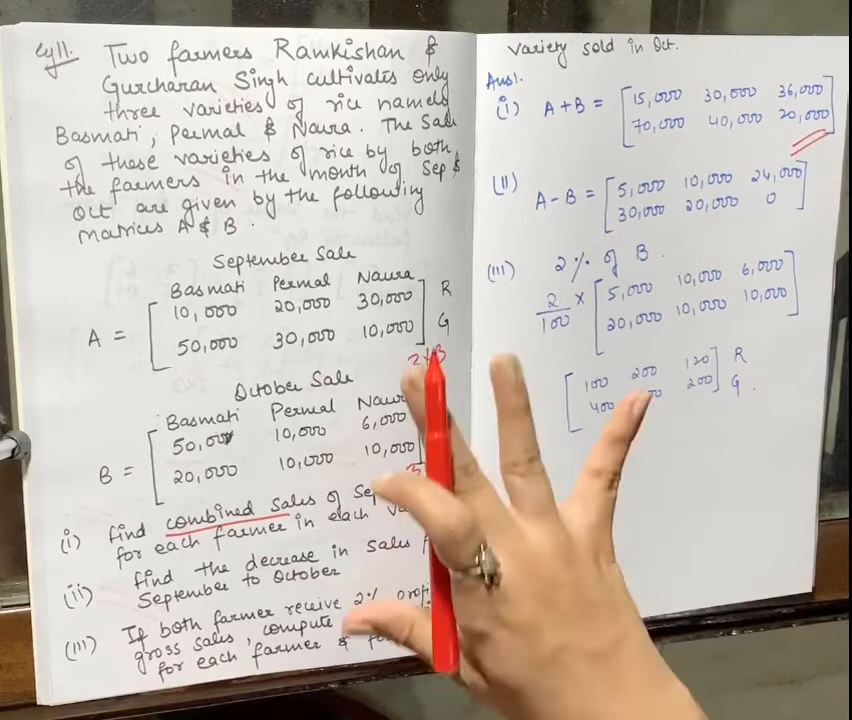 eg 11. Two farmers Ramkishan &
Gurcharan Singh cultivates only
three varieties of rice namely
Basmati, Permal & Naura. The Sale
of these varieties of rice by both
the farmers in the month of Sep &
Oct are given by the following
matrices A & B.
September Sale
Basmati Permal Naura
A = [ 10,000 20,000 30,000 ] R
50,000 30,000 10,000 G
October Sale
Basmati Permal
B = [ 50,000 10,000 6,000
20,000 10,000 10,000
(i) find combined sales of
for each farmer in each
(ii) find the decrease in sales
September to October
(III) If both farmer receive 2%
gross sales, compute
for each farmer &
variety sold in Oct.
Ans1.
(i) A + B = [ 15,000 30,000 36,000 ]
70,000 40,000 20,000
(II) A - B = [ 5,000 10,000 24,000 ]
30,000 20,000 0
(III) 2% of B.
2/100 × [ 5,000 10,000 6,000 ]
20,000 10,000 10,000
[ 100 200 120 ] R
400 200 G.